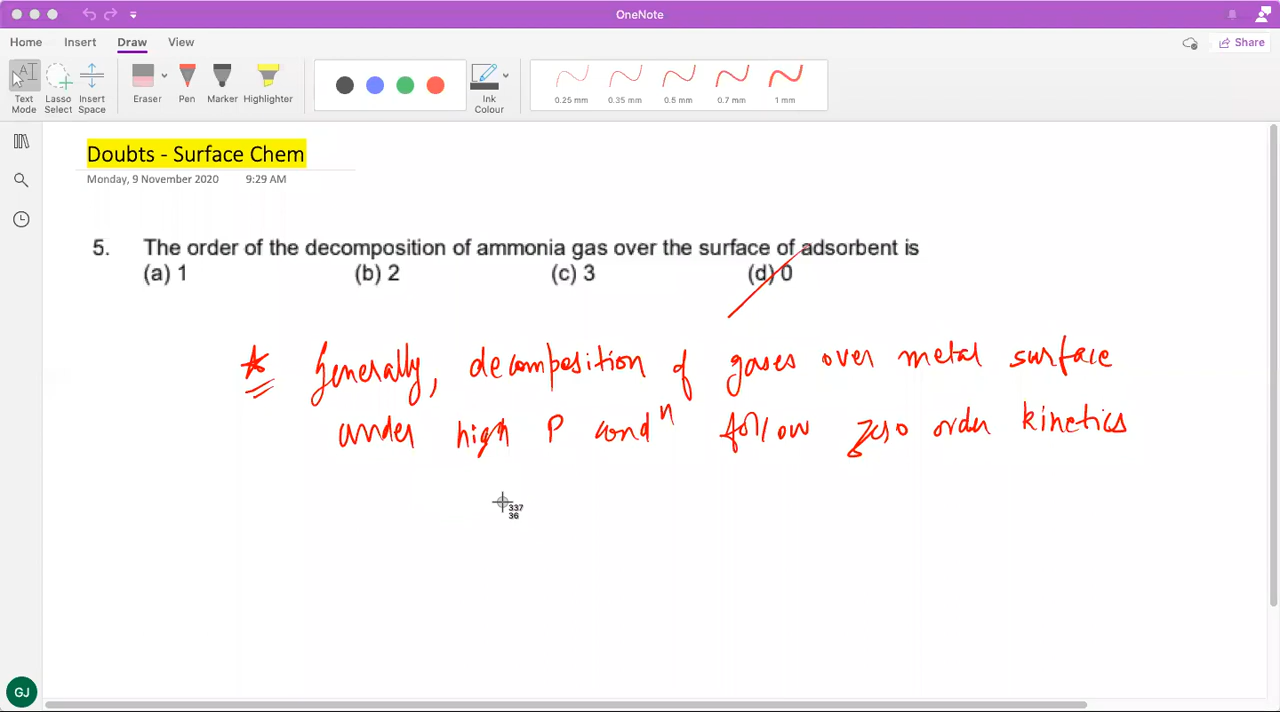 OneNote
Home Insert Draw View
Share
Text Mode
Lasso Select
Insert Space
Eraser
Pen
Marker
Highlighter
Ink Colour
0.25 mm
0.35 mm
0.5 mm
0.7 mm
1 mm
Doubts - Surface Chem
Monday, 9 November 2020 9:29 AM
5. The order of the decomposition of ammonia gas over the surface of adsorbent is
(a) 1 (b) 2 (c) 3 (d) 0
Generally, decomposition of gases over metal surface
under high P condⁿ follow zero order kinetics
337
36
GJ